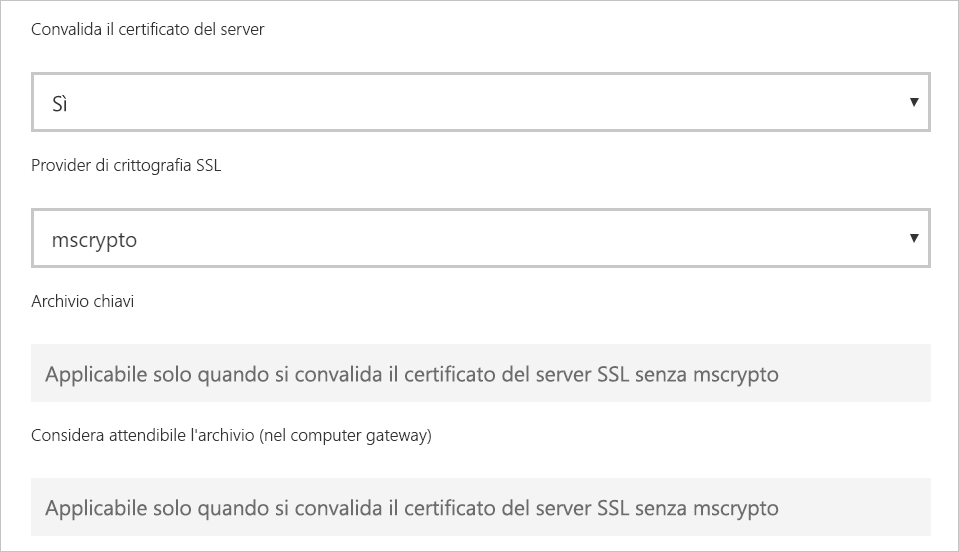 Convalida il certificato del server
Sì
Provider di crittografia SSL
mscrypto
Archivio chiavi
Applicabile solo quando si convalida il certificato del server SSL senza mscrypto
Considera attendibile l'archivio (nel computer gateway)
Applicabile solo quando si convalida il certificato del server SSL senza mscrypto